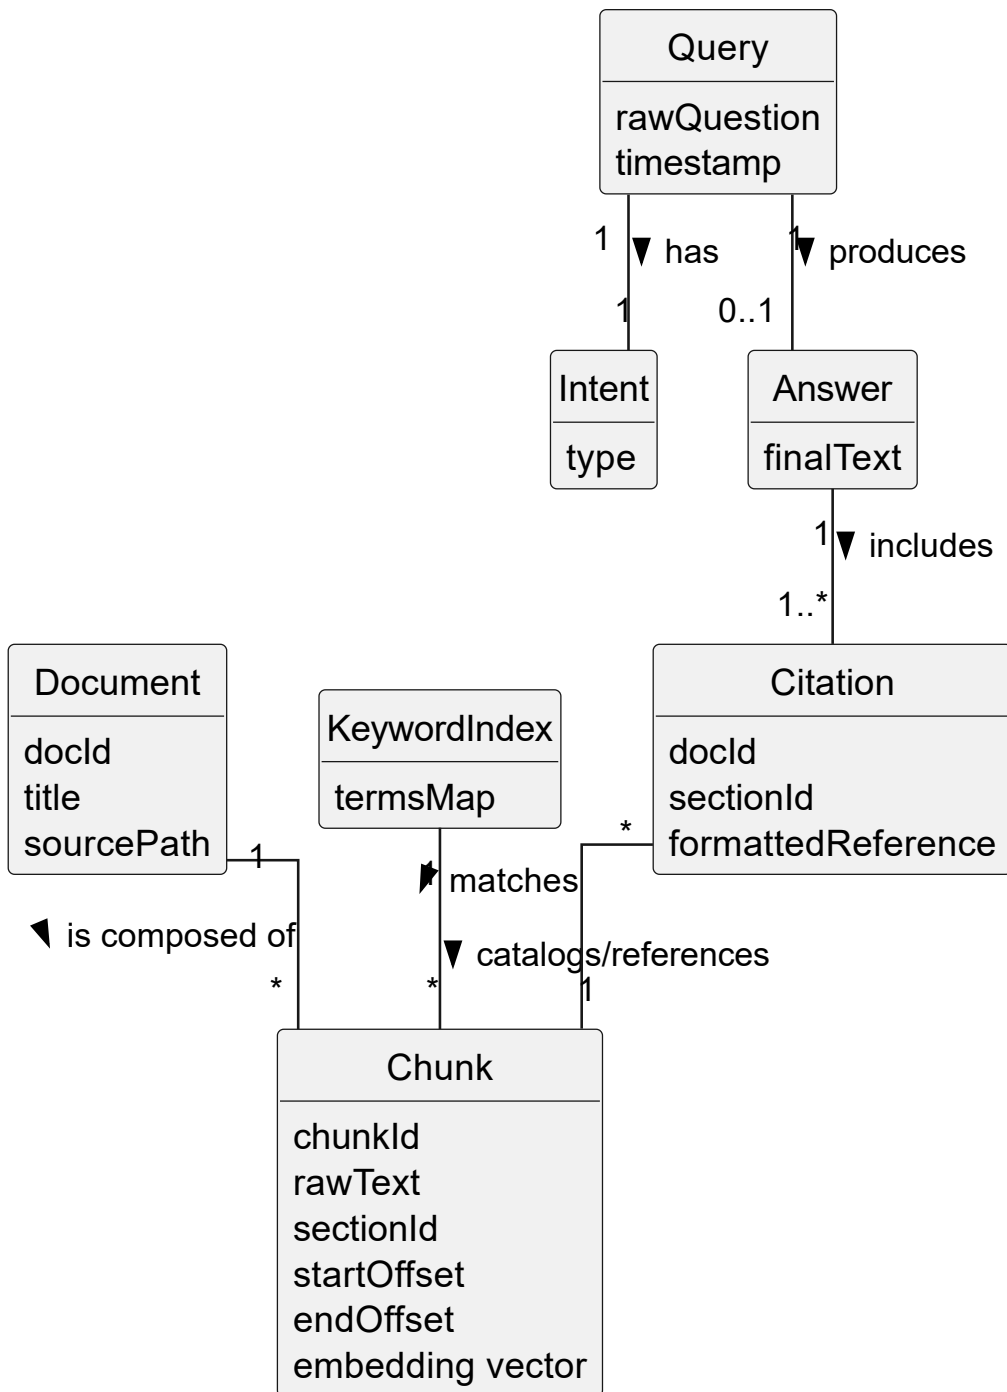 Query
rawQuestion
timestamp
1
has
1
produces
1
0..1
Intent
type
Answer
finalText
1
includes
1..*
Document
docId
title
sourcePath
KeywordIndex
termsMap
Citation
docId
sectionId
formattedReference
1
*
1
matches
is composed of
catalogs/references
*
*
1
Chunk
chunkId
rawText
sectionId
startOffset
endOffset
embedding vector